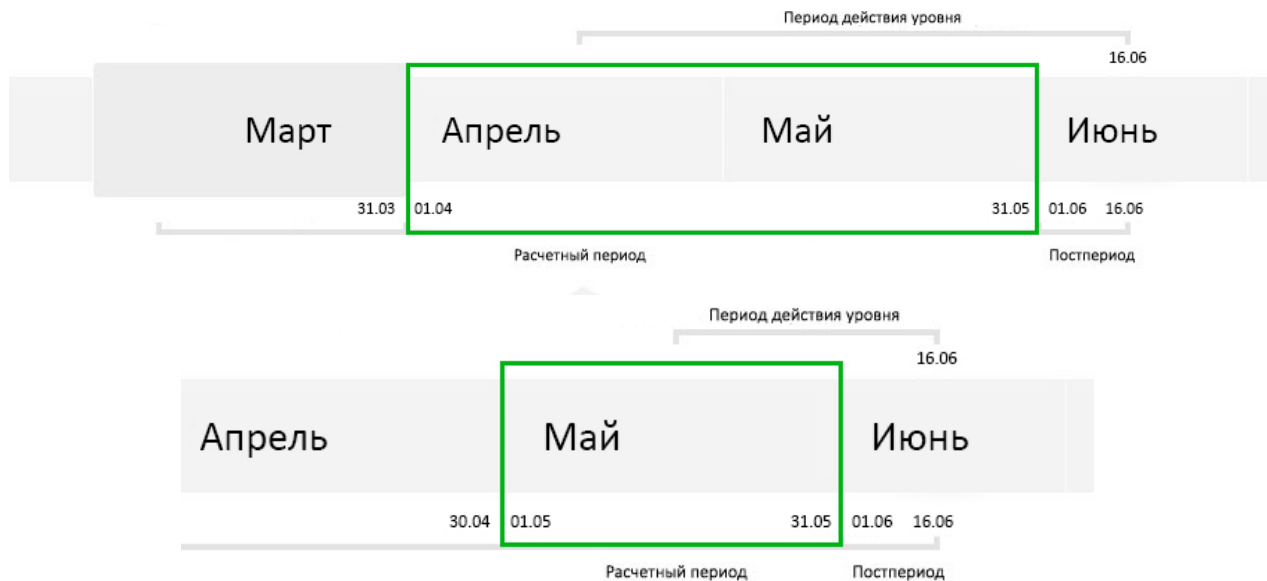 Период действия уровня
16.06
Март Апрель Май Июнь
31.03 01.04 31.05 01.06 16.06
Расчетный период Постпериод
Период действия уровня
16.06
Апрель Май Июнь
30.04 01.05 31.05 01.06 16.06
Расчетный период Постпериод